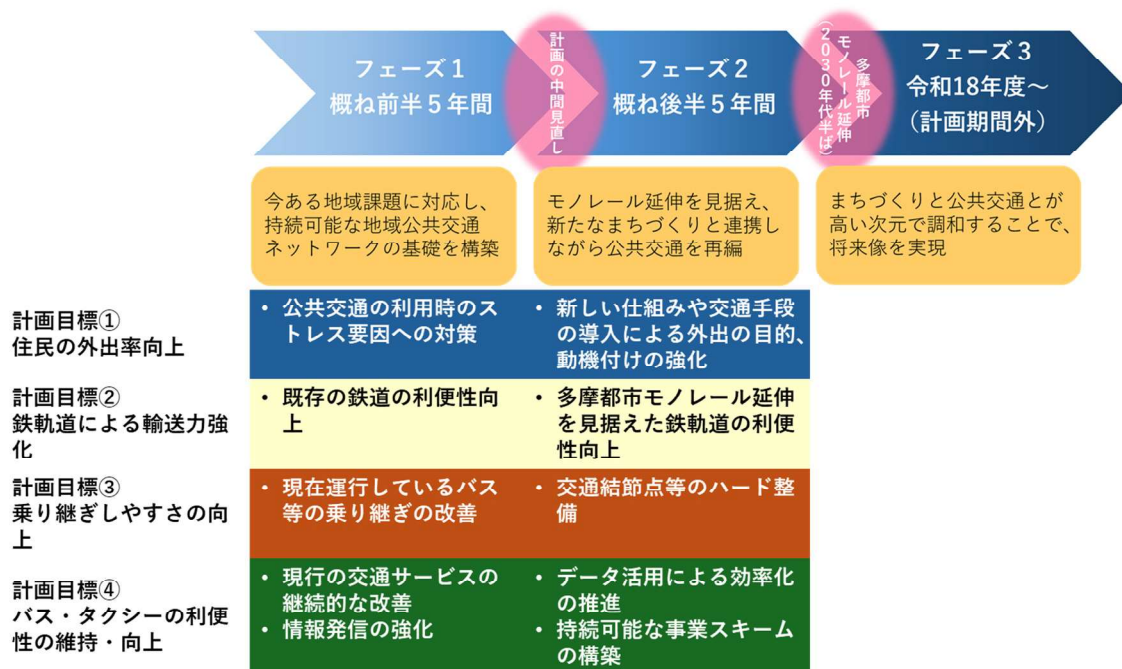 フェーズ１
概ね前半５年間
計画の中間見直し
フェーズ２
概ね後半５年間
多摩都市
モノレール延伸
(2030年代半ば)
フェーズ３
令和18年度～
（計画期間外）
今ある地域課題に対応し、
持続可能な地域公共交通
ネットワークの基礎を構築
モノレール延伸を見据え、
新たなまちづくりと連携し
ながら公共交通を再編
まちづくりと公共交通とが
高い次元で調和することで、
将来像を実現
計画目標①
住民の外出率向上
• 公共交通の利用時のス
トレス要因への対策
• 新しい仕組みや交通手段
の導入による外出の目的、
動機付けの強化
計画目標②
鉄軌道による輸送力強
化
• 既存の鉄道の利便性向
上
• 多摩都市モノレール延伸
を見据えた鉄軌道の利便
性向上
計画目標③
乗り継ぎしやすさの向
上
• 現在運行しているバス
等の乗り継ぎの改善
• 交通結節点等のハード整
備
計画目標④
バス・タクシーの利便
性の維持・向上
• 現行の交通サービスの
継続的な改善
• 情報発信の強化
• データ活用による効率化
の推進
• 持続可能な事業スキーム
の構築